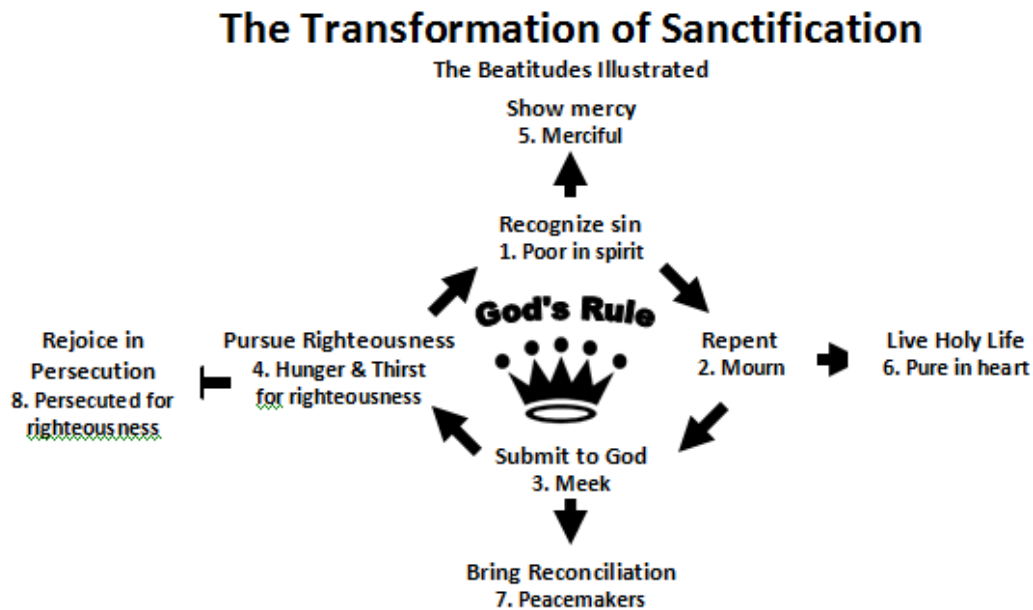 The Transformation of Sanctification
The Beatitudes Illustrated
Show mercy
5. Merciful
Recognize sin
1. Poor in spirit
God's Rule
Rejoice in
Persecution
8. Persecuted for
righteousness
Pursue Righteousness
4. Hunger & Thirst
for righteousness
Repent
2. Mourn
Live Holy Life
6. Pure in heart
Submit to God
3. Meek
Bring Reconciliation
7. Peacemakers